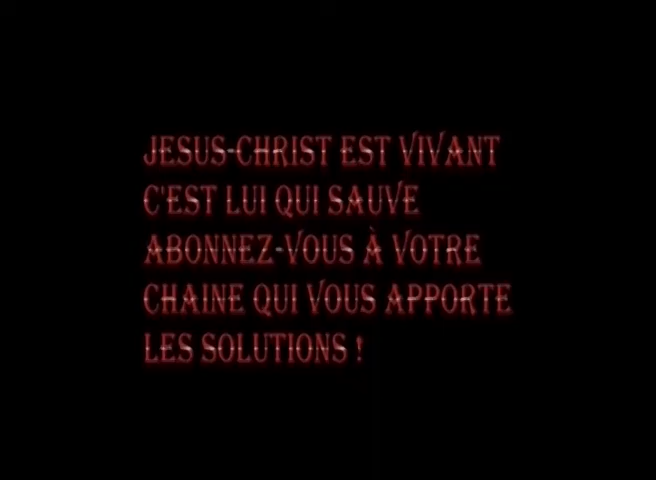 JESUS-CHRIST EST VIVANT
C'EST LUI QUI SAUVE
ABONNEZ-VOUS À VOTRE
CHAINE QUI VOUS APPORTE
LES SOLUTIONS !